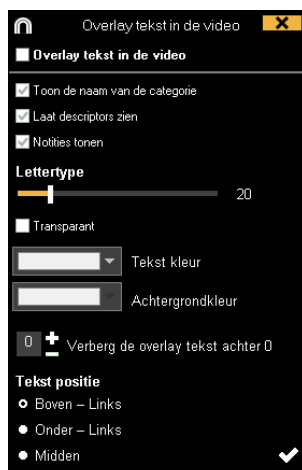 Overlay tekst in de video
Overlay tekst in de video
Toon de naam van de categorie
Laat descriptors zien
Notities tonen
Lettertype
20
Transparant
Tekst kleur
Achtergrondkleur
0 Verberg de overlay tekst achter 0
Tekst positie
Boven – Links
Onder – Links
Midden